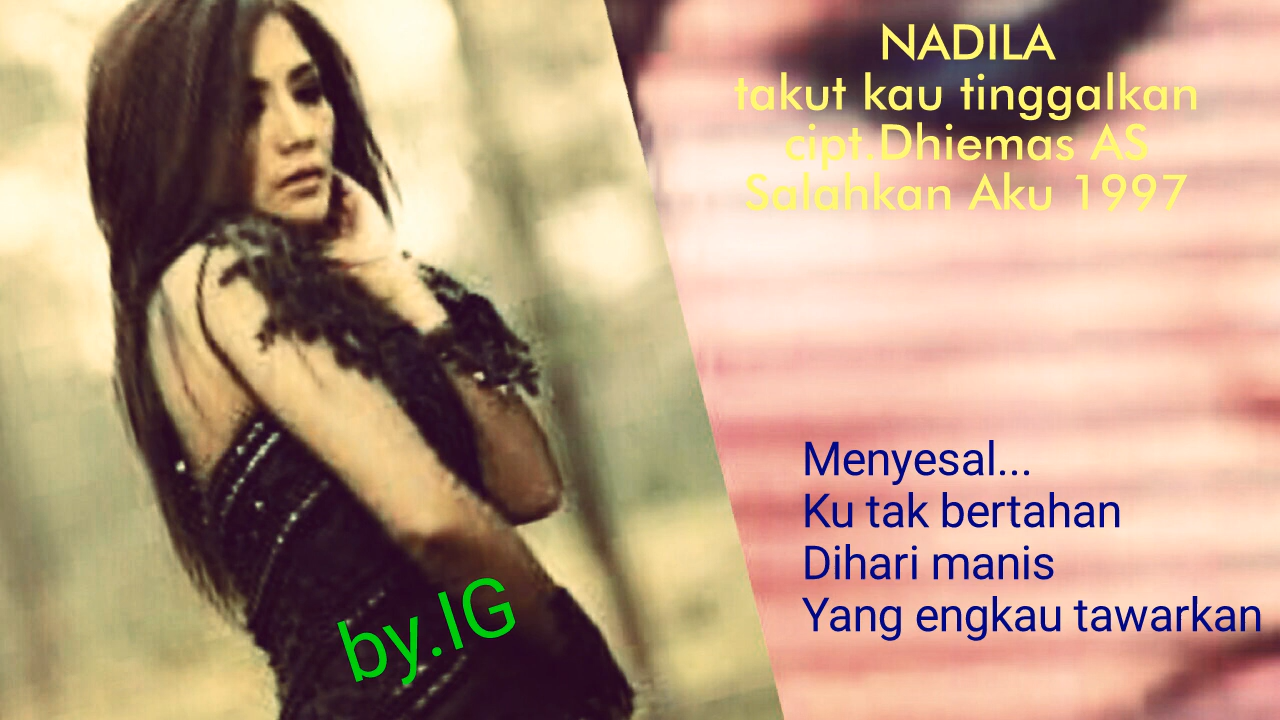 NADILA
takut kau tinggalkan
cipt.Dhiemas AS
Salahkan Aku 1997
Menyesal...
Ku tak bertahan
Dihari manis
Yang engkau tawarkan
by.IG